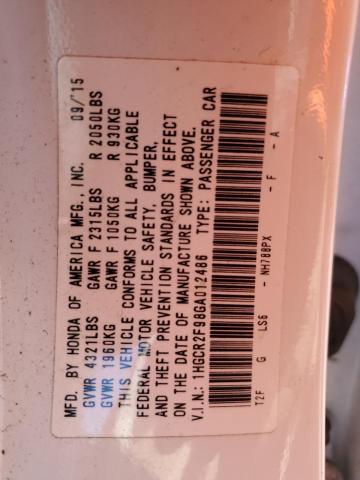 MFD. BY HONDA OF AMERICA MFG., INC. 09/'15
GVWR 4321LBS GAWR F 2315LBS R 2050LBS
GVWR 1960KG GAWR F 1050KG R 930KG
THIS VEHICLE CONFORMS TO ALL APPLICABLE
FEDERAL MOTOR VEHICLE SAFETY, BUMPER,
AND THEFT PREVENTION STANDARDS IN EFFECT
ON THE DATE OF MANUFACTURE SHOWN ABOVE.
V.I.N.: 1HGCR2F98GA012486 TYPE: PASSENGER CAR
T2F G LS6 - NH788PX - F - A